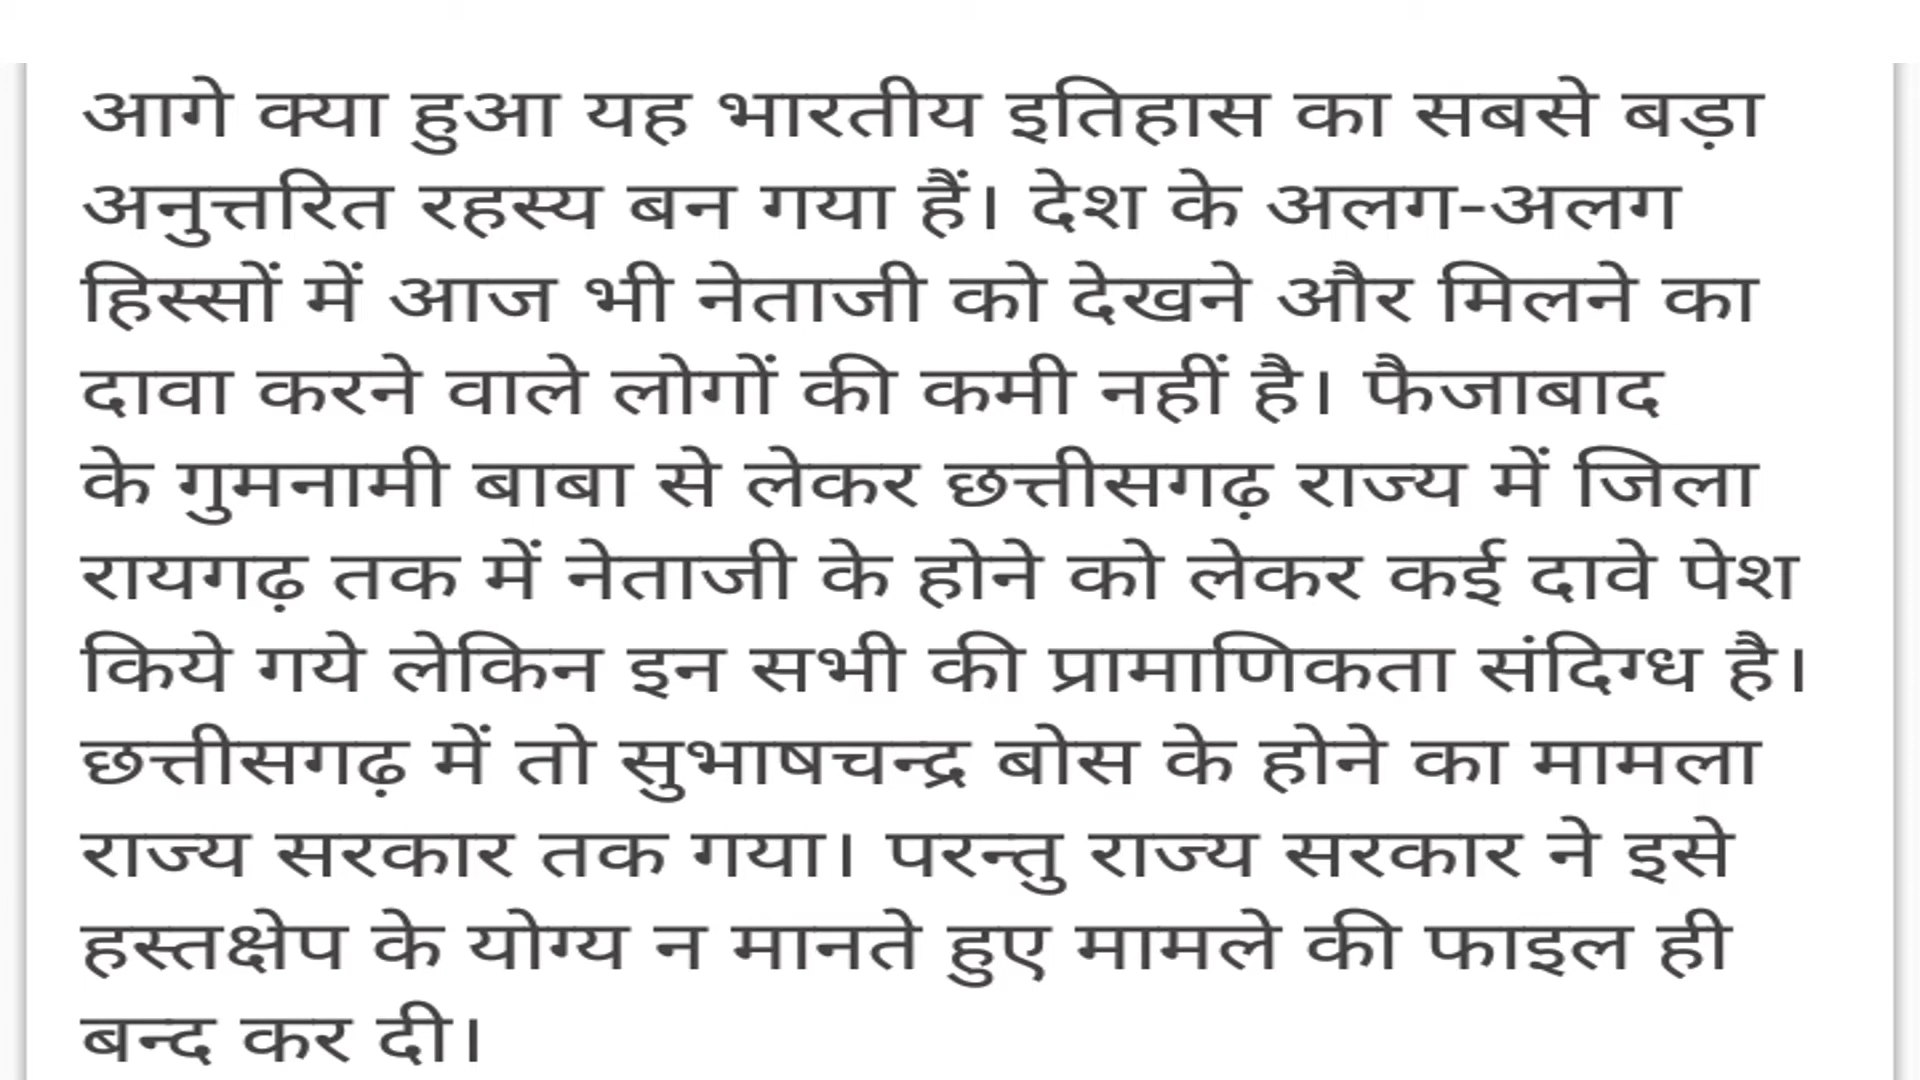 आगे क्या हुआ यह भारतीय इतिहास का सबसे बड़ा
अनुत्तरित रहस्य बन गया हैं। देश के अलग-अलग
हिस्सों में आज भी नेताजी को देखने और मिलने का
दावा करने वाले लोगों की कमी नहीं है। फैजाबाद
के गुमनामी बाबा से लेकर छत्तीसगढ़ राज्य में जिला
रायगढ़ तक में नेताजी के होने को लेकर कई दावे पेश
किये गये लेकिन इन सभी की प्रामाणिकता संदिग्ध है।
छत्तीसगढ़ में तो सुभाषचन्द्र बोस के होने का मामला
राज्य सरकार तक गया। परन्तु राज्य सरकार ने इसे
हस्तक्षेप के योग्य न मानते हुए मामले की फाइल ही
बन्द कर दी।